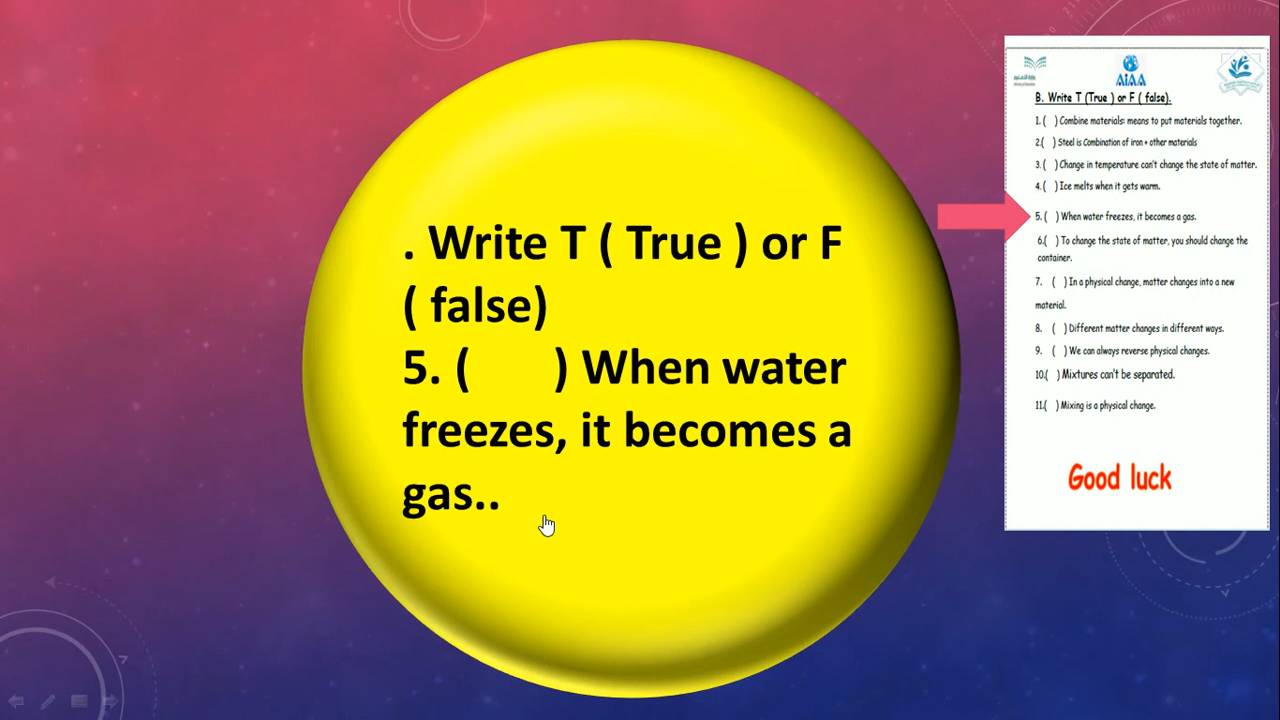 . Write T ( True ) or F
( false)
5. (      ) When water
freezes, it becomes a
gas..
AiAA
B. Write T (True ) or F ( false).
1. (   ) Combine materials: means to put materials together.
2.(   ) Steel is Combination of iron + other materials
3. (   ) Change in temperature can't change the state of matter.
4. (   ) Ice melts when it gets warm.
5. (   ) When water freezes, it becomes a gas.
6.(   ) To change the state of matter, you should change the
container.
7.   (   ) In a physical change, matter changes into a new
material.
8.   (   ) Different matter changes in different ways.
9.   (   ) We can always reverse physical changes.
10.(   ) Mixtures can't be separated.
11.(   ) Mixing is a physical change.
Good luck